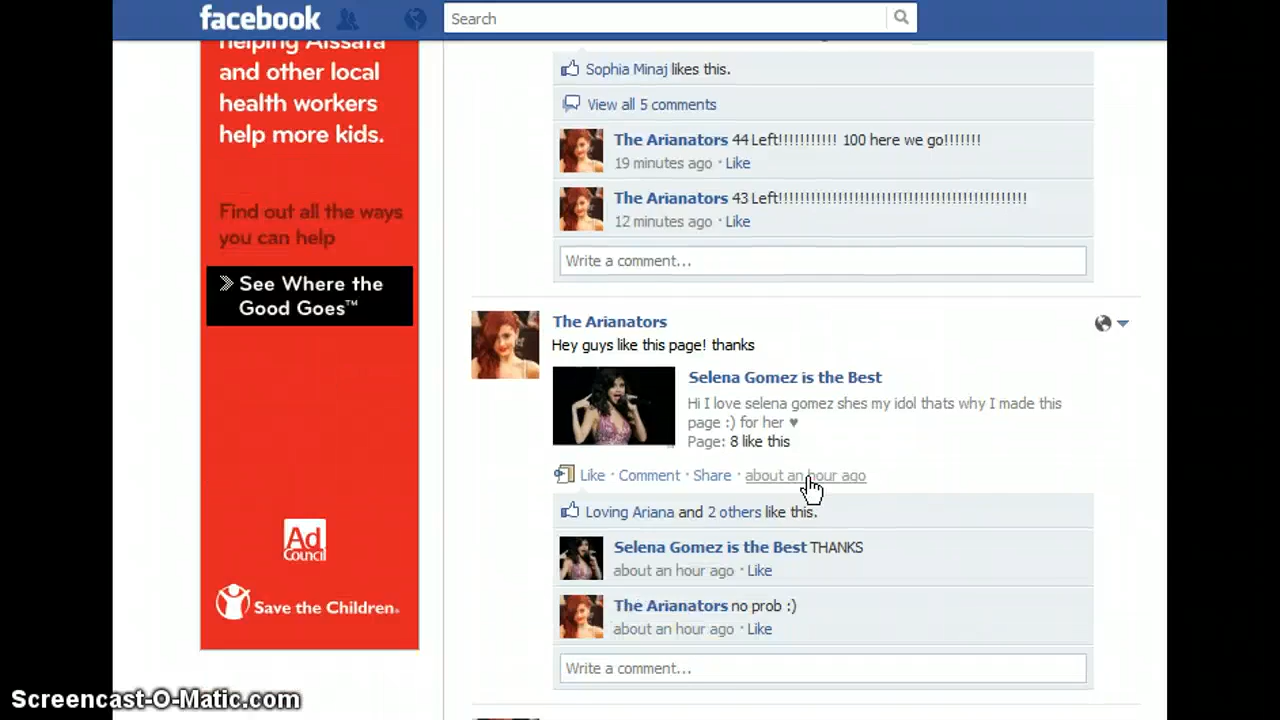 facebook
Search
helping Aissata
and other local
health workers
help more kids.
Find out all the ways
you can help
See Where the
Good Goes™
Ad
Council
Save the Children®
Sophia Minaj likes this.
View all 5 comments
The Arianators 44 Left!!!!!!!!!!! 100 here we go!!!!!!!
19 minutes ago · Like
The Arianators 43 Left!!!!!!!!!!!!!!!!!!!!!!!!!!!!!!!!!!!!!!!!!!!!!!!
12 minutes ago · Like
Write a comment...
The Arianators
Hey guys like this page! thanks
Selena Gomez is the Best
Hi I love selena gomez shes my idol thats why I made this
page :) for her ♥
Page: 8 like this
Like · Comment · Share · about an hour ago
Loving Ariana and 2 others like this.
Selena Gomez is the Best THANKS
about an hour ago · Like
The Arianators no prob :)
about an hour ago · Like
Write a comment...
Screencast-O-Matic.com